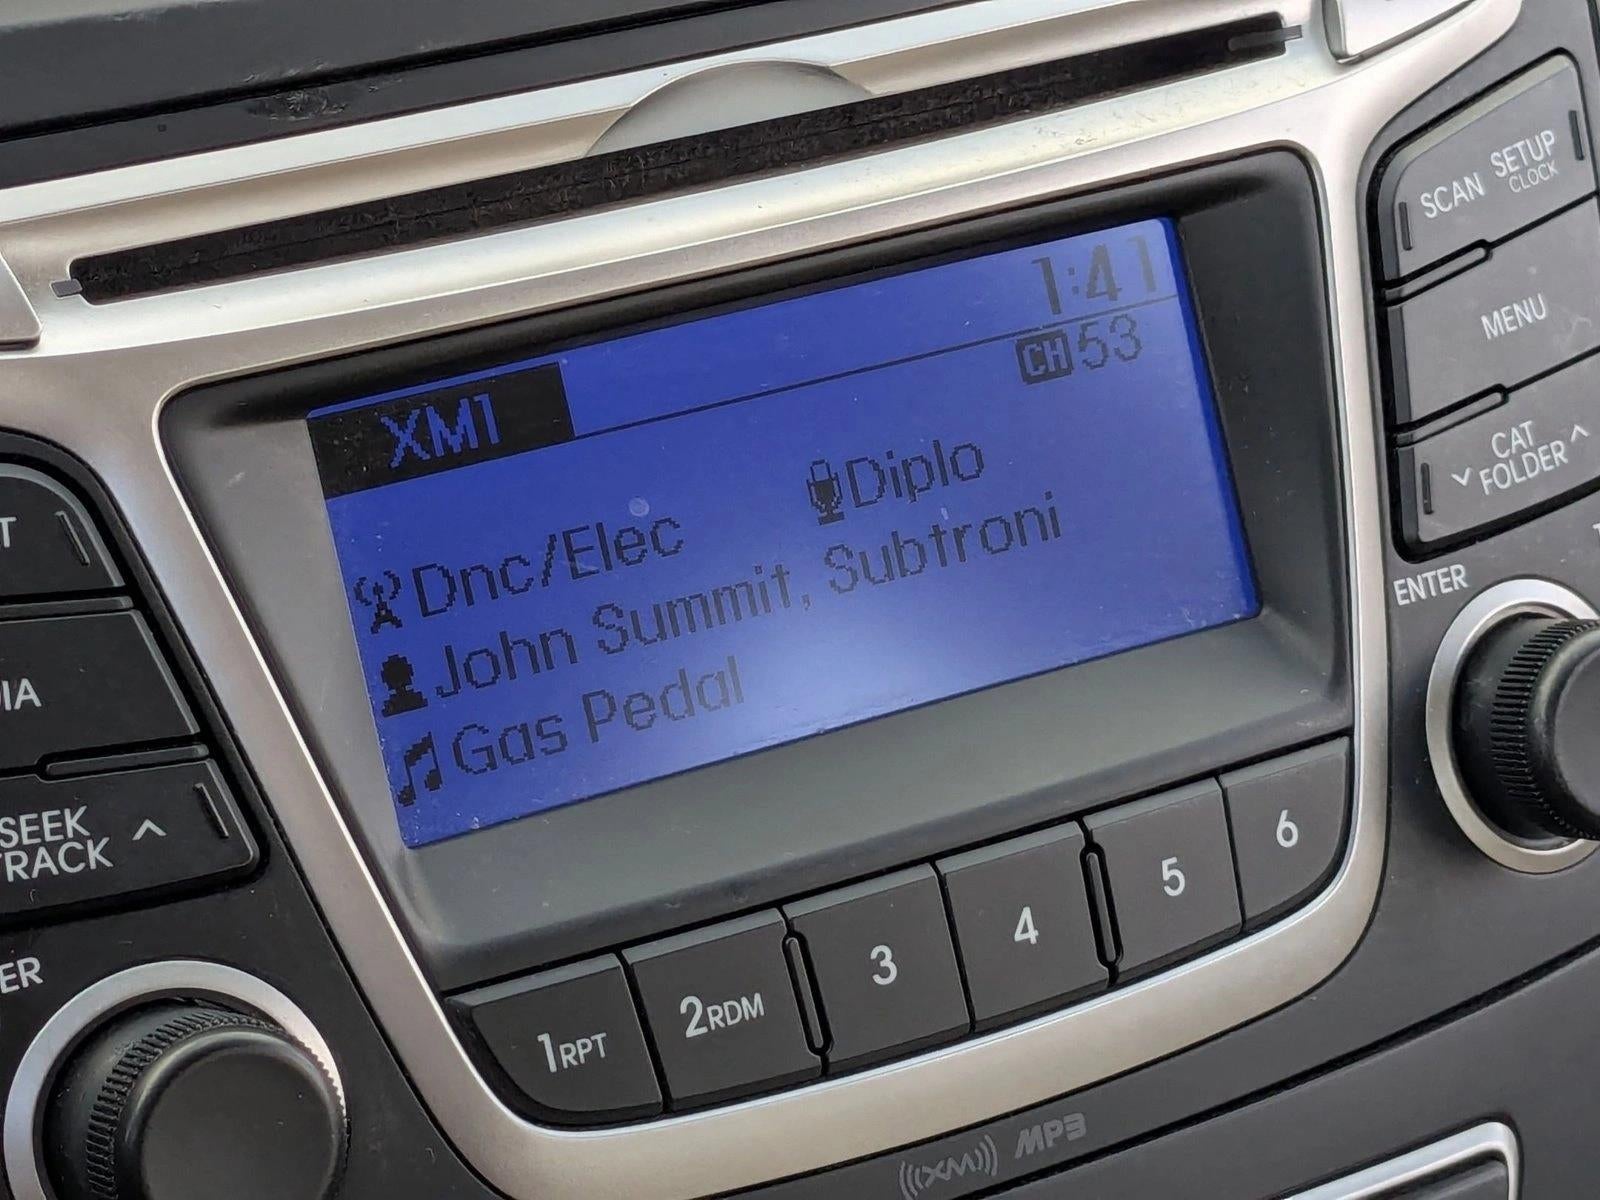 SCAN SETUP
CLOCK
1:41
XM1
CH 53
MENU
Dnc/Elec Diplo
CAT
FOLDER
John Summit, Subtroni
Gas Pedal
ENTER
SEEK
TRACK
1RPT 2RDM 3 4 5 6
((XM)) MP3